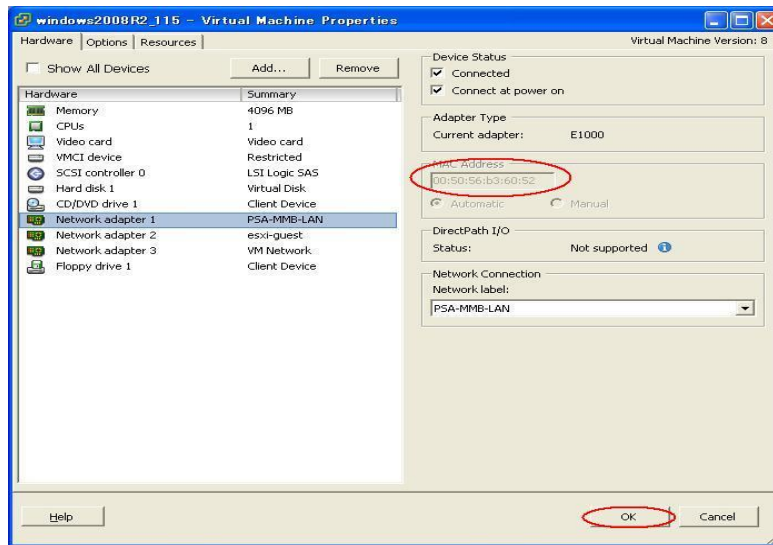 windows2008R2_115 - Virtual Machine Properties
Hardware Options Resources
Virtual Machine Version: 8
Show All Devices
Add...
Remove
Hardware Summary
Memory 4096 MB
CPUs 1
Video card Video card
VMCI device Restricted
SCSI controller 0 LSI Logic SAS
Hard disk 1 Virtual Disk
CD/DVD drive 1 Client Device
Network adapter 1 PSA-MMB-LAN
Network adapter 2 esxi-guest
Network adapter 3 VM Network
Floppy drive 1 Client Device
Device Status
Connected
Connect at power on
Adapter Type
Current adapter: E1000
MAC Address
00:50:56:b3:60:52
Automatic Manual
DirectPath I/O
Status: Not supported
Network Connection
Network label:
PSA-MMB-LAN
Help
OK
Cancel